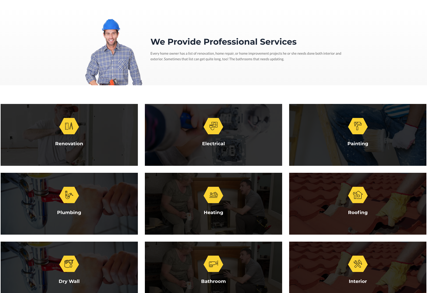 We Provide Professional Services
Every home owner has a list of renovation, home repair, or home improvement projects he or she needs done both interior and
exterior. Sometimes that list can get quite long, too! The bathrooms that needs updating.
Renovation
Electrical
Painting
Plumbing
Heating
Roofing
Dry Wall
Bathroom
Interior